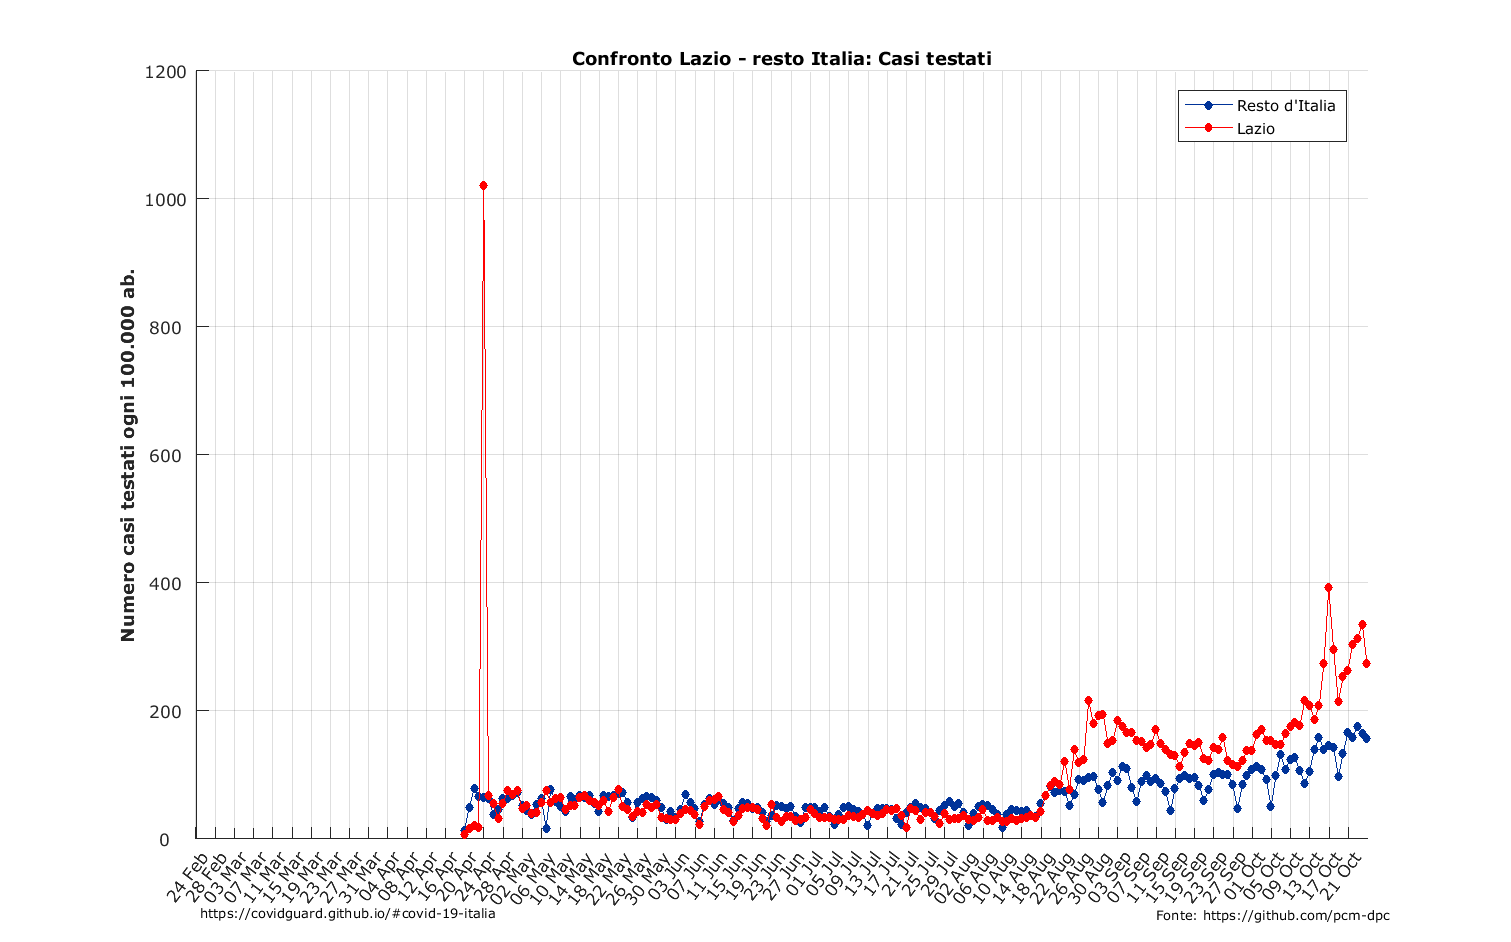 Confronto Lazio - resto Italia: Casi testati
Resto d'Italia
Lazio
Numero casi testati ogni 100.000 ab.
1200
1000
800
600
400
200
0
24 Feb
28 Feb
03 Mar
07 Mar
11 Mar
15 Mar
19 Mar
23 Mar
27 Mar
31 Mar
04 Apr
08 Apr
12 Apr
16 Apr
20 Apr
24 Apr
28 Apr
02 May
06 May
10 May
14 May
18 May
22 May
26 May
30 May
03 Jun
07 Jun
11 Jun
15 Jun
19 Jun
23 Jun
27 Jun
01 Jul
05 Jul
09 Jul
13 Jul
17 Jul
21 Jul
25 Jul
29 Jul
02 Aug
06 Aug
10 Aug
14 Aug
18 Aug
22 Aug
26 Aug
30 Aug
03 Sep
07 Sep
11 Sep
15 Sep
19 Sep
23 Sep
27 Sep
01 Oct
05 Oct
09 Oct
13 Oct
17 Oct
21 Oct
https://covidguard.github.io/#covid-19-italia
Fonte: https://github.com/pcm-dpc